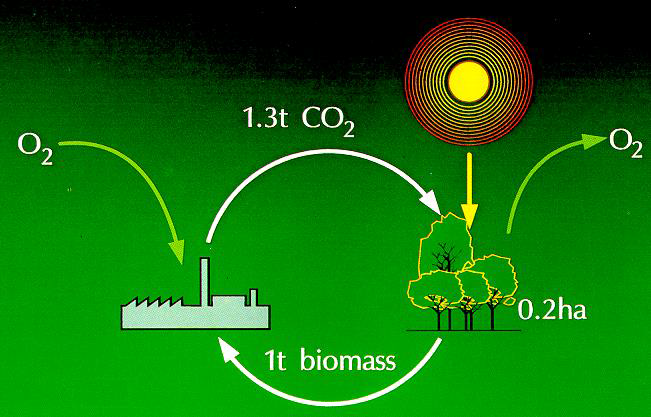 1.3t CO₂
O₂
O₂
0.2ha
1t biomass